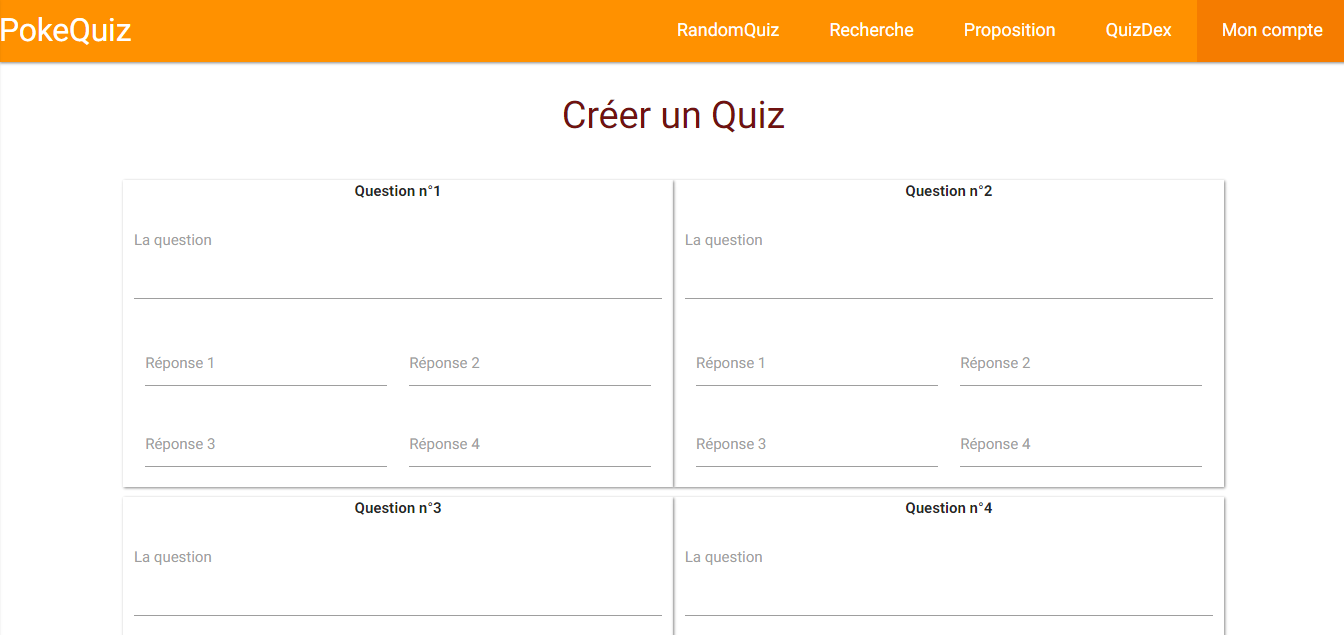 PokeQuiz RandomQuiz Recherche Proposition QuizDex Mon compte
Créer un Quiz
Question n°1
La question
Réponse 1 Réponse 2
Réponse 3 Réponse 4
Question n°2
La question
Réponse 1 Réponse 2
Réponse 3 Réponse 4
Question n°3
La question
Question n°4
La question